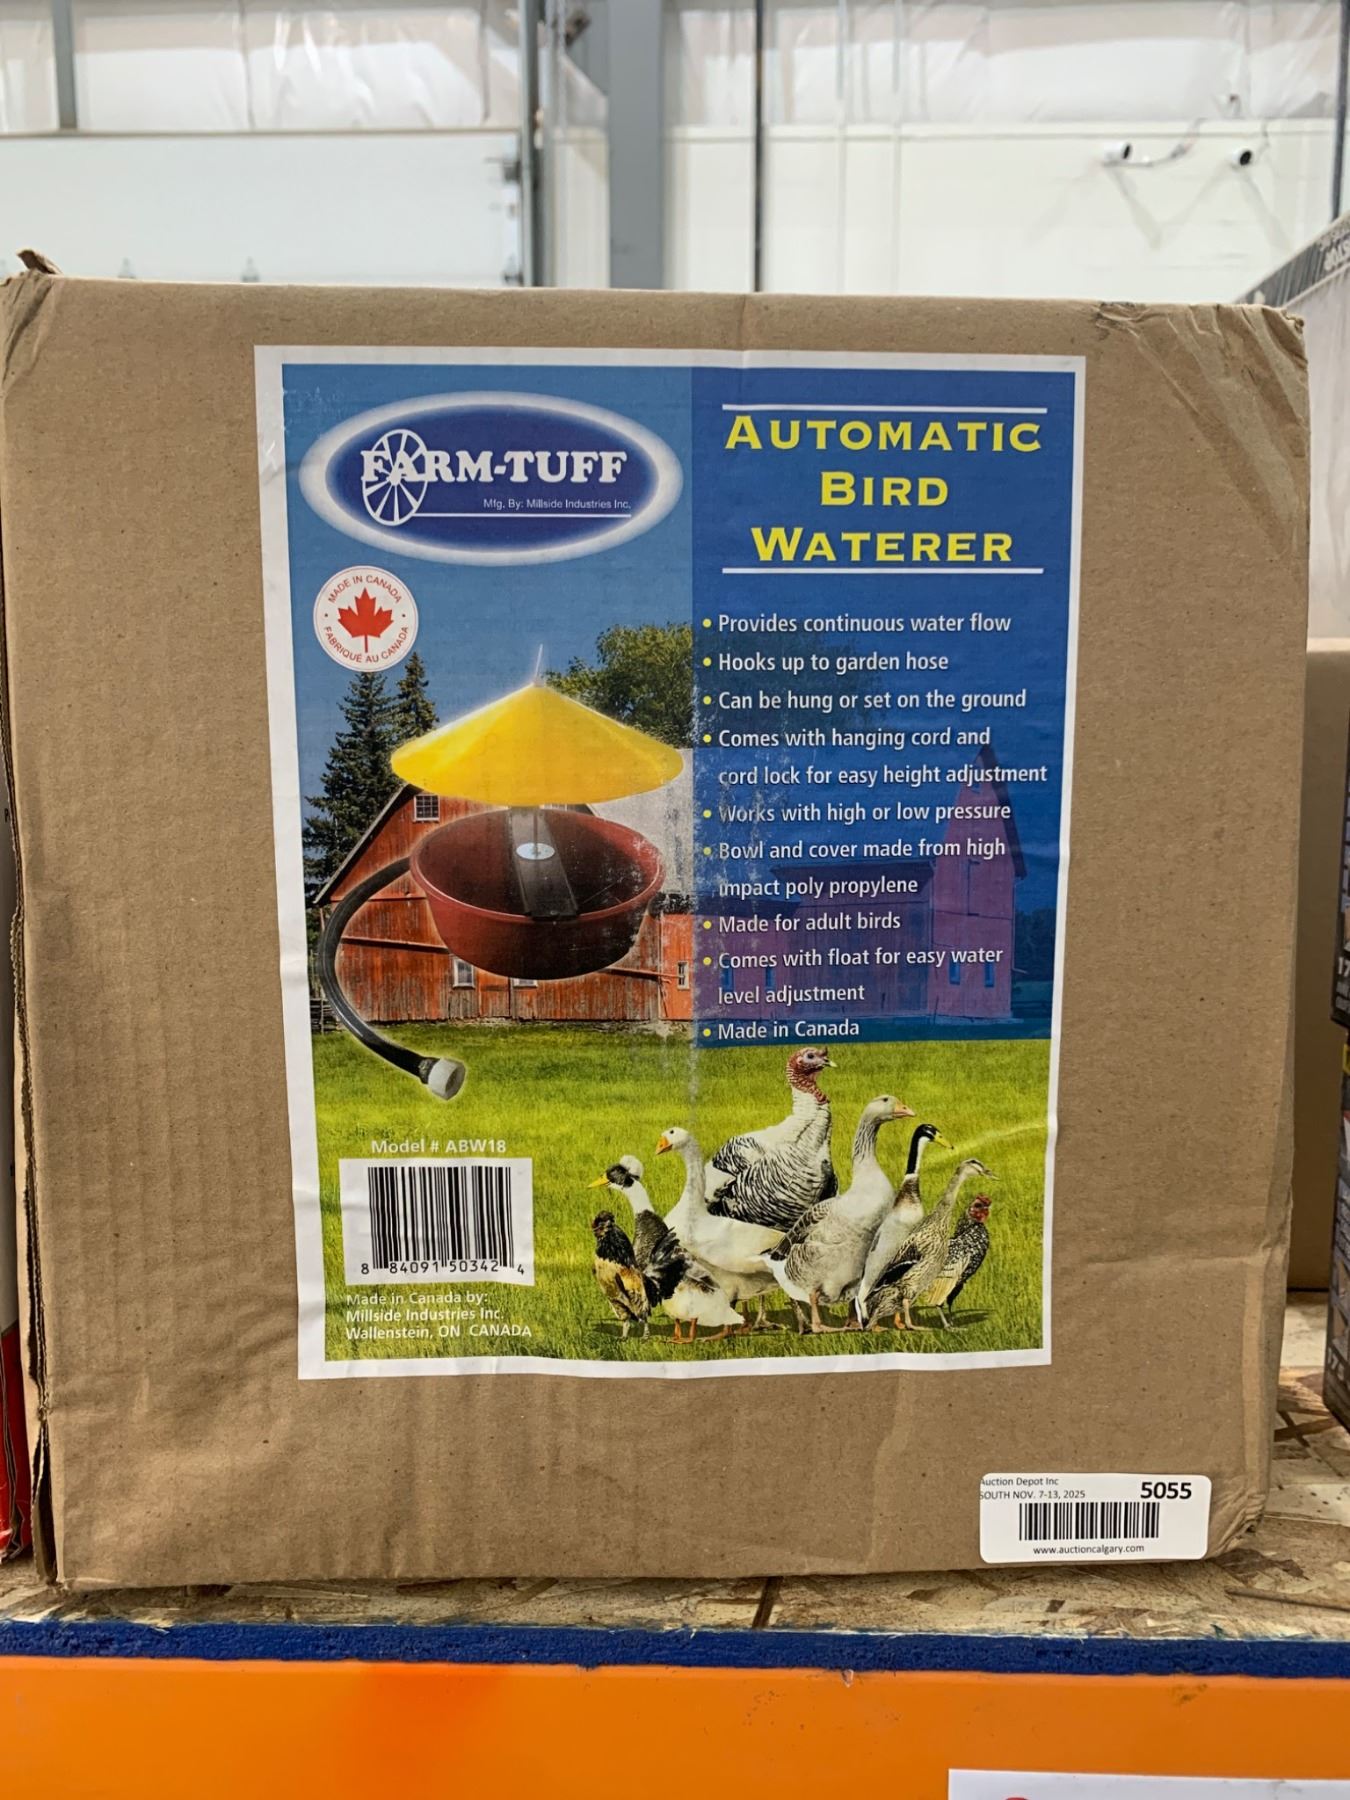 FARM-TUFF
Mfg. By: Millside Industries Inc.
MADE IN CANADA
FABRIQUÉ AU CANADA
AUTOMATIC
BIRD
WATERER
• Provides continuous water flow
• Hooks up to garden hose
• Can be hung or set on the ground
• Comes with hanging cord and
cord lock for easy height adjustment
• Works with high or low pressure
• Bowl and cover made from high
impact poly propylene
• Made for adult birds
• Comes with float for easy water
level adjustment
• Made in Canada
Model # ABW18
8 84091 50342 4
Made in Canada by:
Millside Industries Inc.
Wallenstein, ON CANADA
Auction Depot Inc
SOUTH NOV. 7-13, 2025
5055
www.auctioncalgary.com